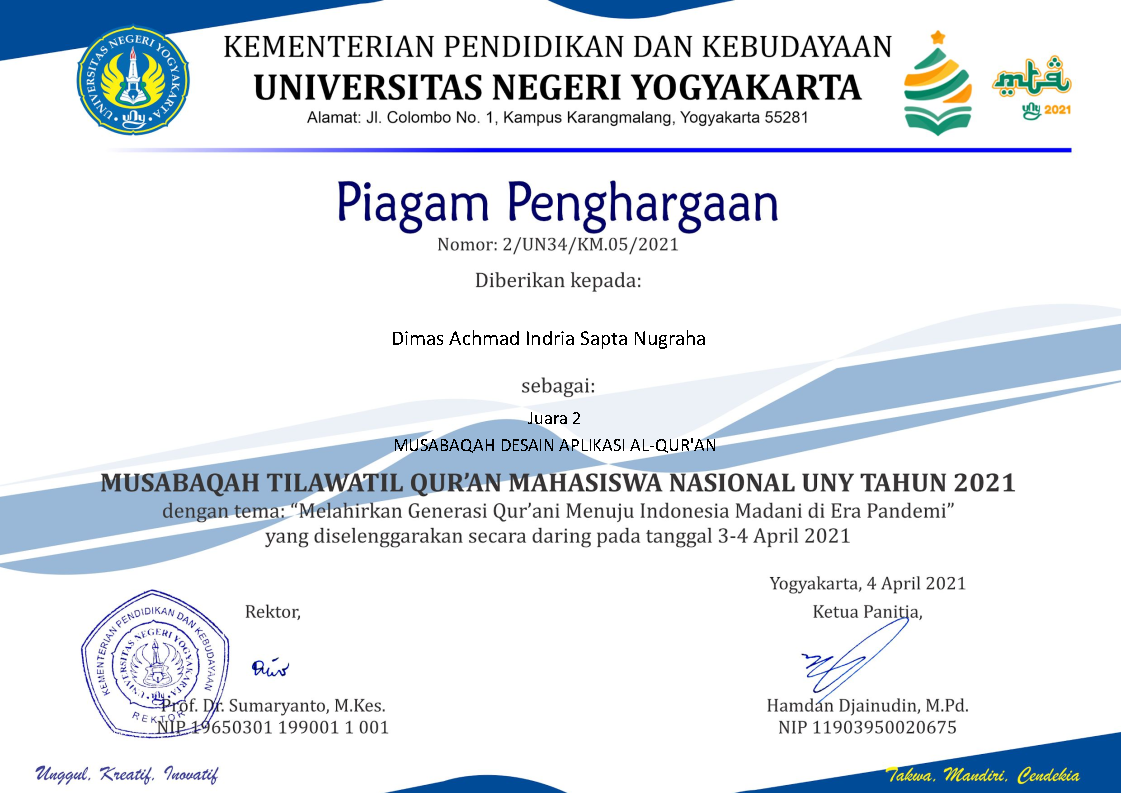 KEMENTERIAN PENDIDIKAN DAN KEBUDAYAAN
UNIVERSITAS NEGERI YOGYAKARTA
Alamat: Jl. Colombo No. 1, Kampus Karangmalang, Yogyakarta 55281
UNIVERSITAS NEGERI YOGYAKARTA
uny
mtq
uny 2021
Piagam Penghargaan
Nomor: 2/UN34/KM.05/2021
Diberikan kepada:
Dimas Achmad Indria Sapta Nugraha
sebagai:
Juara 2
MUSABAQAH DESAIN APLIKASI AL-QUR'AN
MUSABAQAH TILAWATIL QUR’AN MAHASISWA NASIONAL UNY TAHUN 2021
dengan tema: “Melahirkan Generasi Qur’ani Menuju Indonesia Madani di Era Pandemi”
yang diselenggarakan secara daring pada tanggal 3-4 April 2021
Yogyakarta, 4 April 2021
Rektor,
Ketua Panitia,
KEMENTERIAN PENDIDIKAN DAN KEBUDAYAAN
UNIVERSITAS NEGERI YOGYAKARTA
REKTOR
Prof. Dr. Sumaryanto, M.Kes.
NIP 19650301 199001 1 001
Hamdan Djainudin, M.Pd.
NIP 11903950020675
Unggul, Kreatif, Inovatif
Takwa, Mandiri, Cendekia